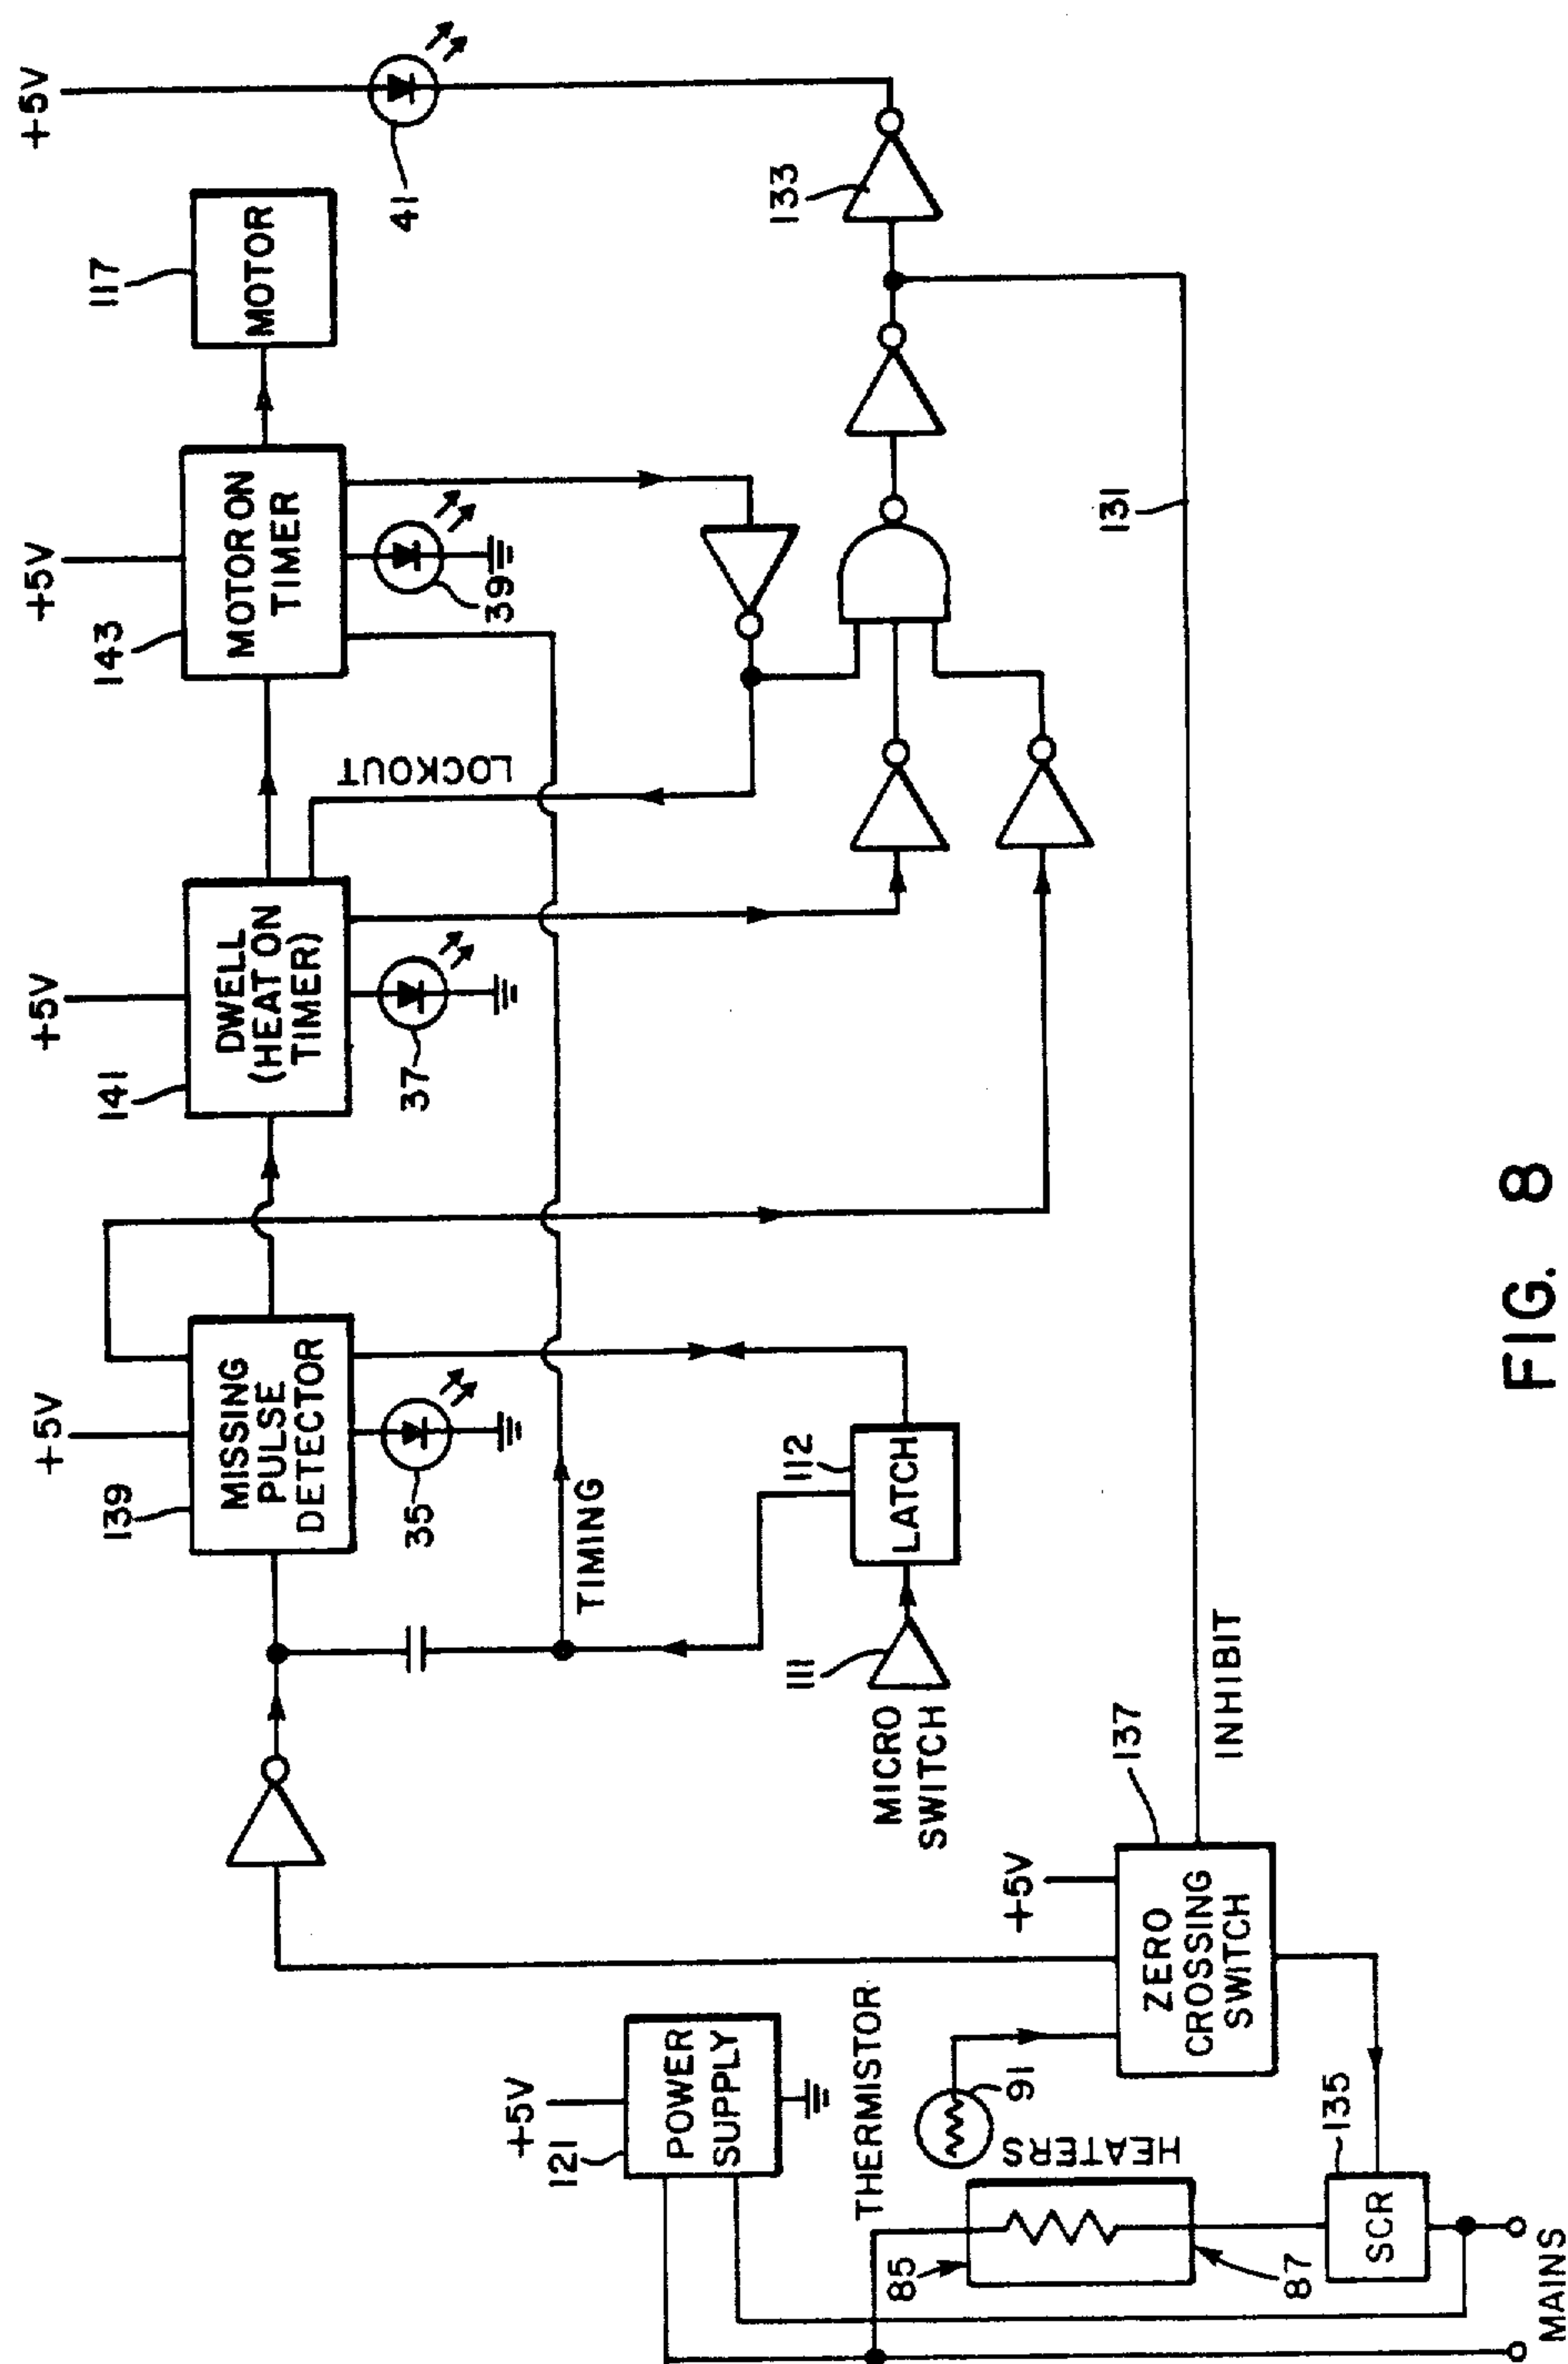 +5V
+5V
+5V
+5V
117
MOTOR
41
143
MOTOR ON
TIMER
39
133
141
DWELL
(HEAT ON
TIMER)
37
LOCKOUT
131
139
MISSING
PULSE
DETECTOR
35
TIMING
112
LATCH
111
MICRO
SWITCH
INHIBIT
137
+5V
ZERO
CROSSING
SWITCH
+5V
121
POWER
SUPPLY
THERMISTOR
91
HEATERS
85
87
135
SCR
MAINS
FIG. 8